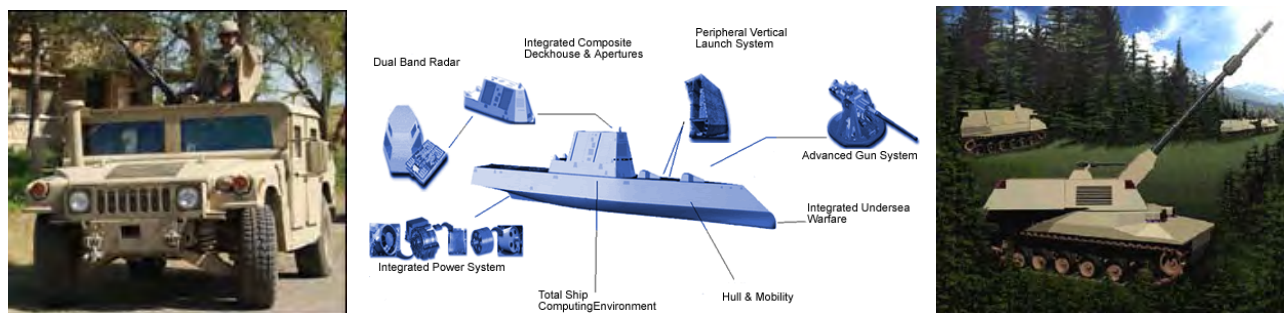 Dual Band Radar
Integrated Composite
Deckhouse & Apertures
Peripheral Vertical
Launch System
Advanced Gun System
Integrated Undersea
Warfare
Integrated Power System
Total Ship
ComputingEnvironment
Hull & Mobility